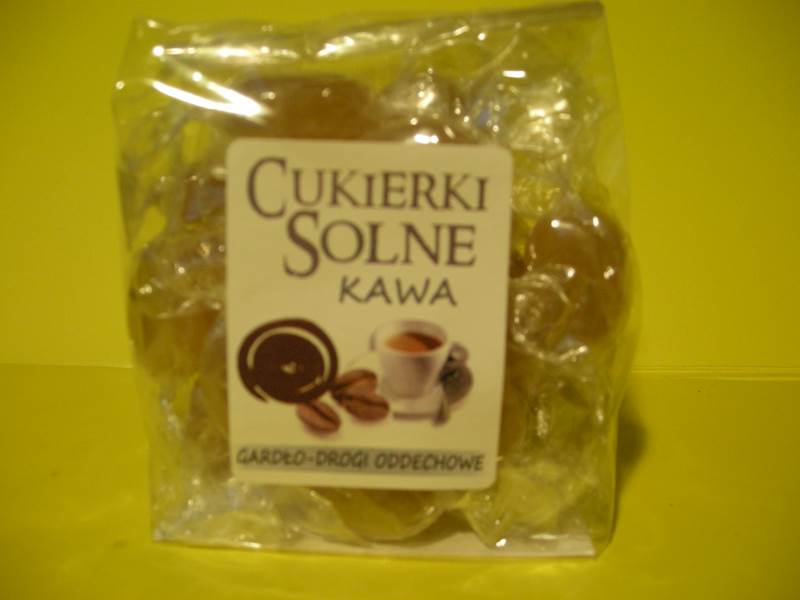 CUKIERKI
SOLNE
KAWA
GARDŁO-DROGI ODDECHOWE